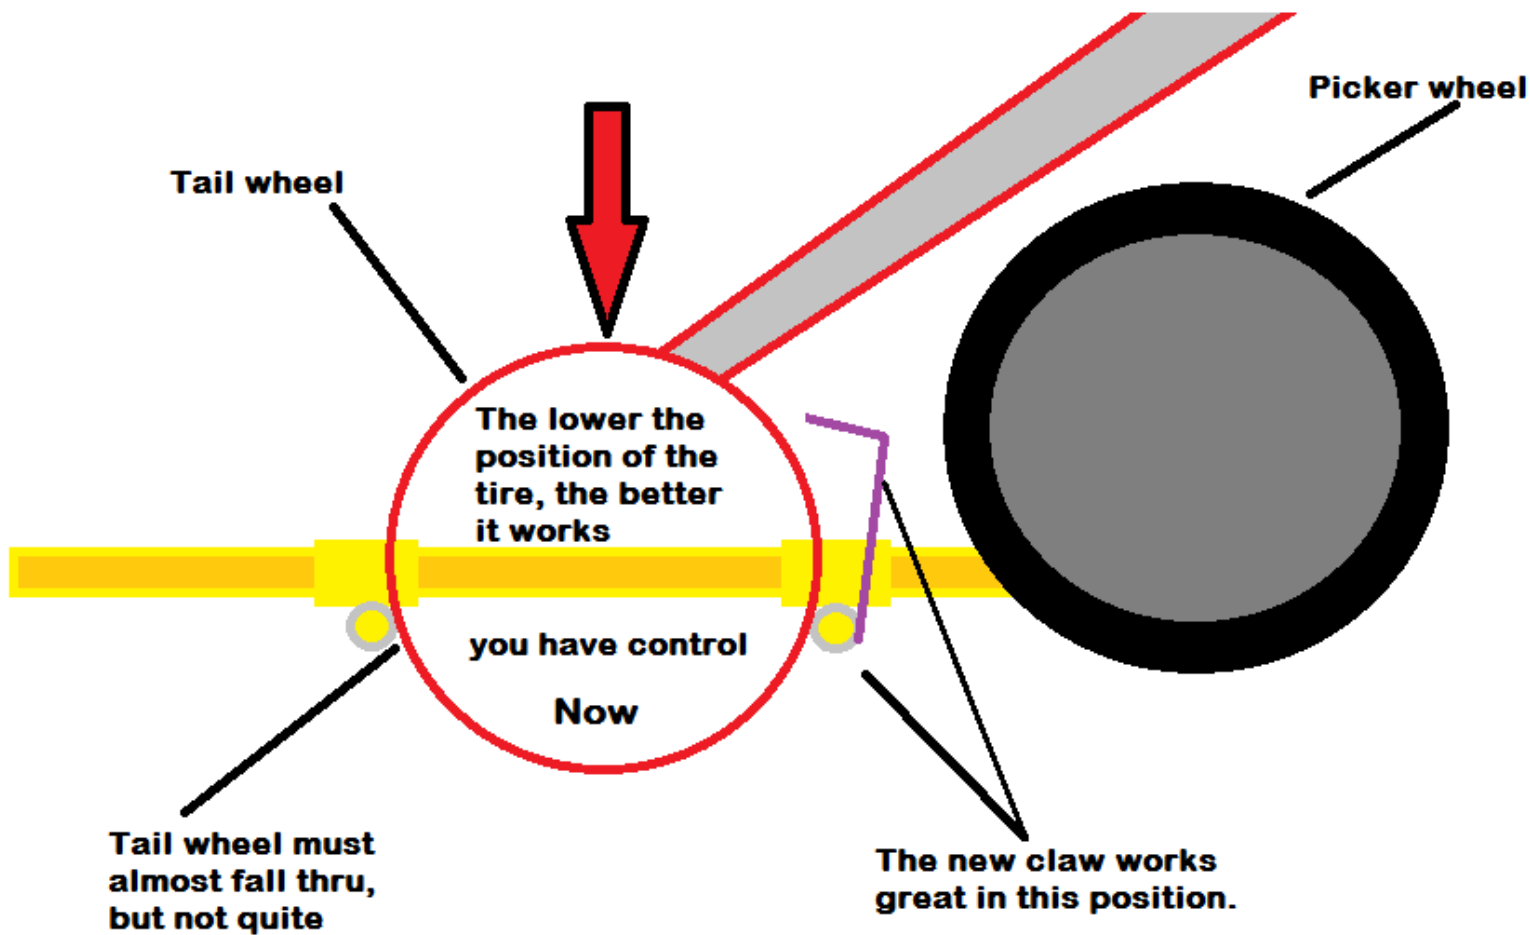 Picker wheel
Tail wheel
The lower the
position of the
tire, the better
it works
you have control
Now
Tail wheel must
almost fall thru,
but not quite
The new claw works
great in this position.